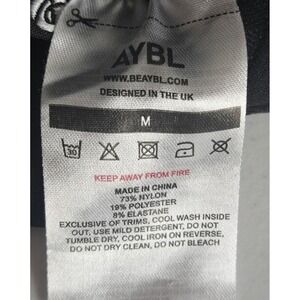 AYBL
WWW.BEAYBL.COM
DESIGNED IN THE UK
M
30
KEEP AWAY FROM FIRE
MADE IN CHINA
73% NYLON
19% POLYESTER
8% ELASTANE
EXCLUSIVE OF TRIMS, COOL WASH INSIDE
OUT, USE MILD DETERGENT, DO NOT
TUMBLE DRY, COOL IRON ON REVERSE,
DO NOT DRY CLEAN, DO NOT BLEACH